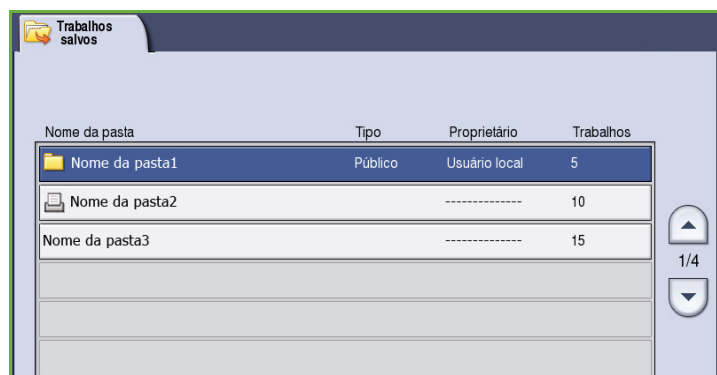 Trabalhos
salvos
Nome da pasta Tipo Proprietário Trabalhos
Nome da pasta1 Público Usuário local 5
Nome da pasta2 -------------- 10
Nome da pasta3 -------------- 15
1/4